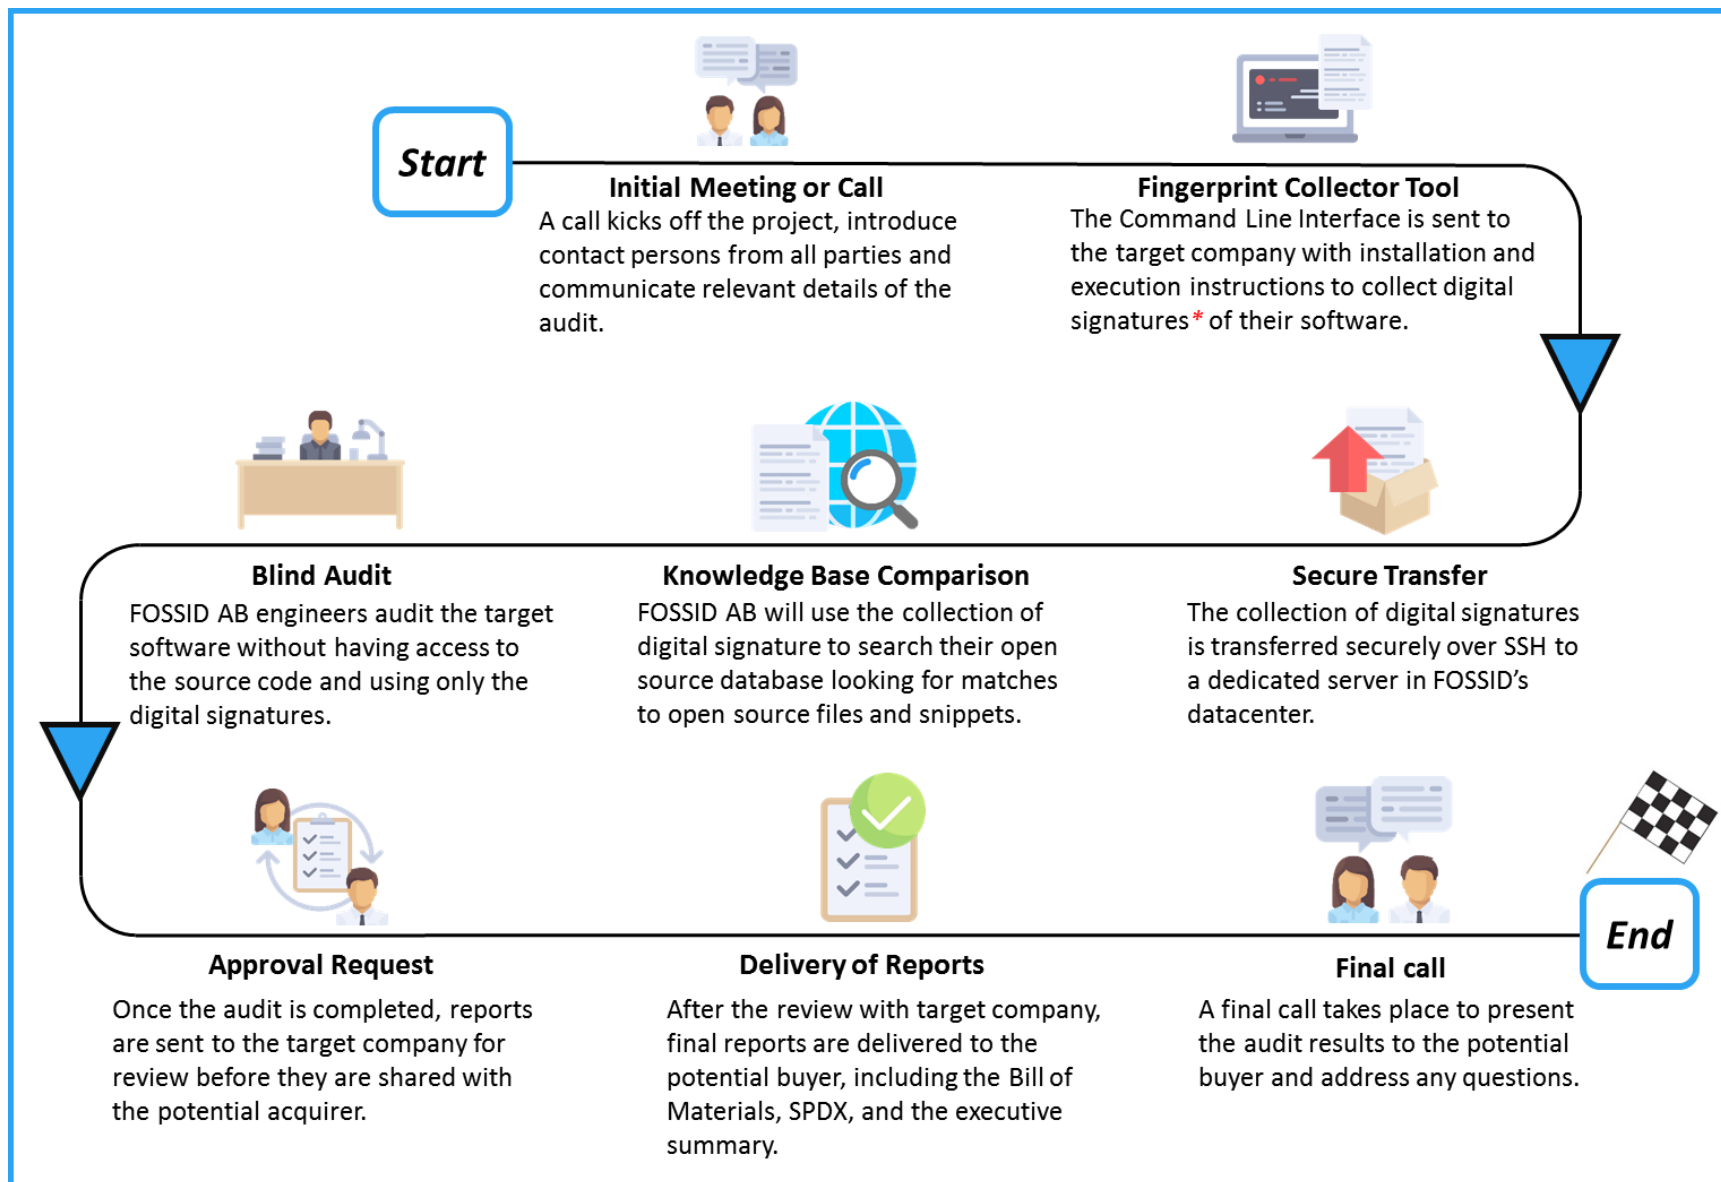 Start
Initial Meeting or Call
A call kicks off the project, introduce
contact persons from all parties and
communicate relevant details of the
audit.
Fingerprint Collector Tool
The Command Line Interface is sent to
the target company with installation and
execution instructions to collect digital
signatures* of their software.
Secure Transfer
The collection of digital signatures
is transferred securely over SSH to
a dedicated server in FOSSID’s
datacenter.
Knowledge Base Comparison
FOSSID AB will use the collection of
digital signature to search their open
source database looking for matches
to open source files and snippets.
Blind Audit
FOSSID AB engineers audit the target
software without having access to
the source code and using only the
digital signatures.
Approval Request
Once the audit is completed, reports
are sent to the target company for
review before they are shared with
the potential acquirer.
Delivery of Reports
After the review with target company,
final reports are delivered to the
potential buyer, including the Bill of
Materials, SPDX, and the executive
summary.
Final call
A final call takes place to present
the audit results to the potential
buyer and address any questions.
End